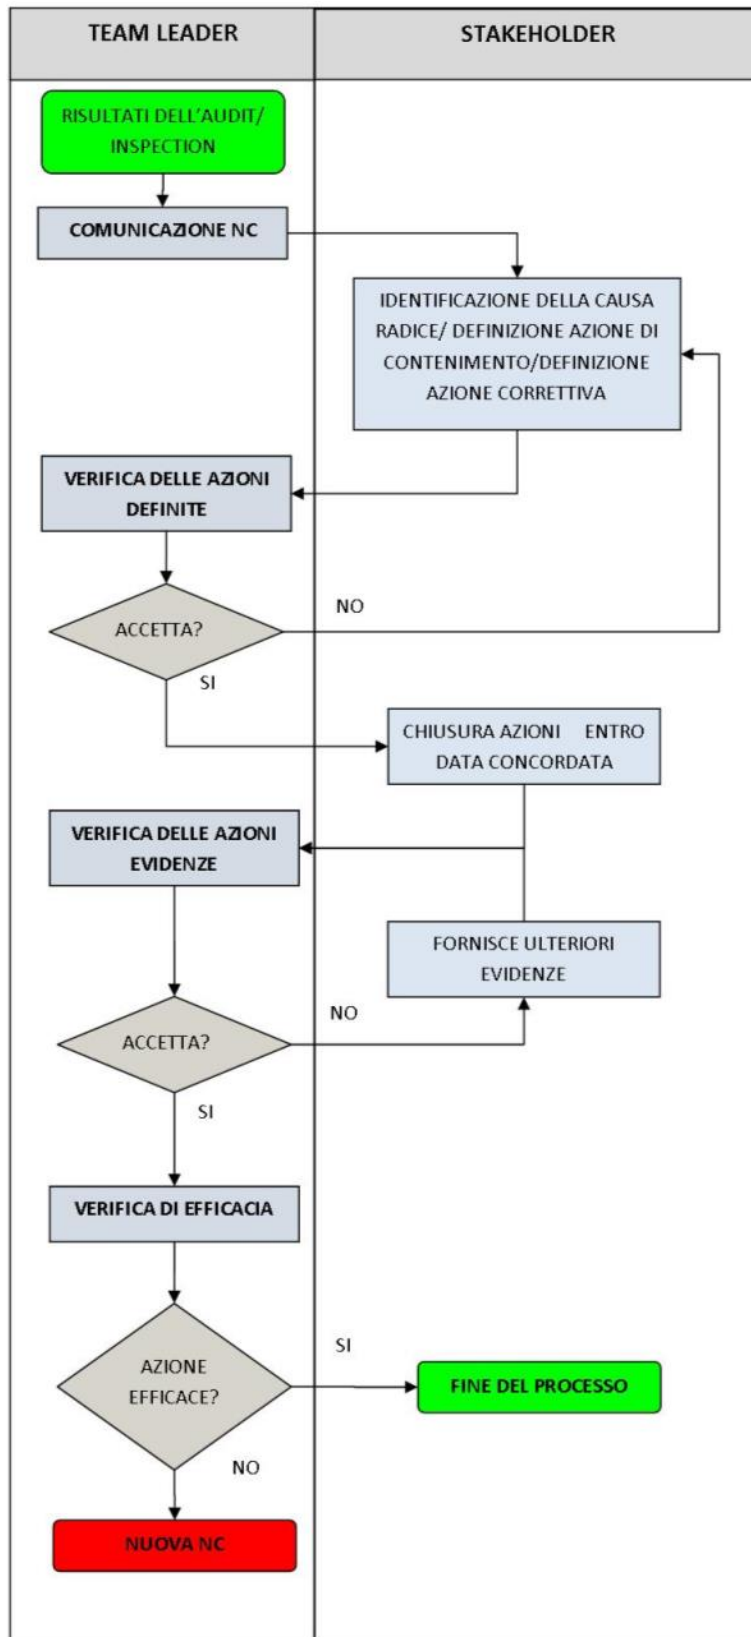 TEAM LEADER
STAKEHOLDER
RISULTATI DELL'AUDIT/
INSPECTION
COMUNICAZIONE NC
IDENTIFICAZIONE DELLA CAUSA
RADICE/ DEFINIZIONE AZIONE DI
CONTENIMENTO/DEFINIZIONE
AZIONE CORRETTIVA
VERIFICA DELLE AZIONI
DEFINITE
ACCETTA?
NO
SI
CHIUSURA AZIONI ENTRO
DATA CONCORDATA
VERIFICA DELLE AZIONI
EVIDENZE
FORNISCE ULTERIORI
EVIDENZE
ACCETTA?
NO
SI
VERIFICA DI EFFICACIA
AZIONE
EFFICACE?
SI
FINE DEL PROCESSO
NO
NUOVA NC